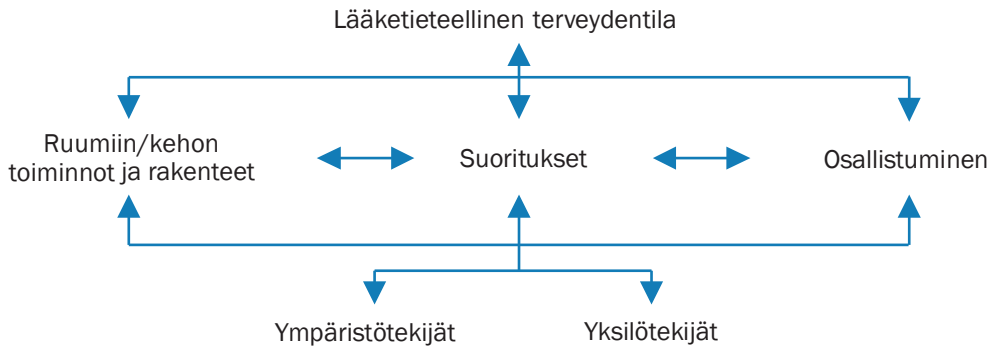 Lääketieteellinen terveydentila
Ruumiin/kehon
toiminnot ja rakenteet
Suoritukset
Osallistuminen
Ympäristötekijät
Yksilötekijät